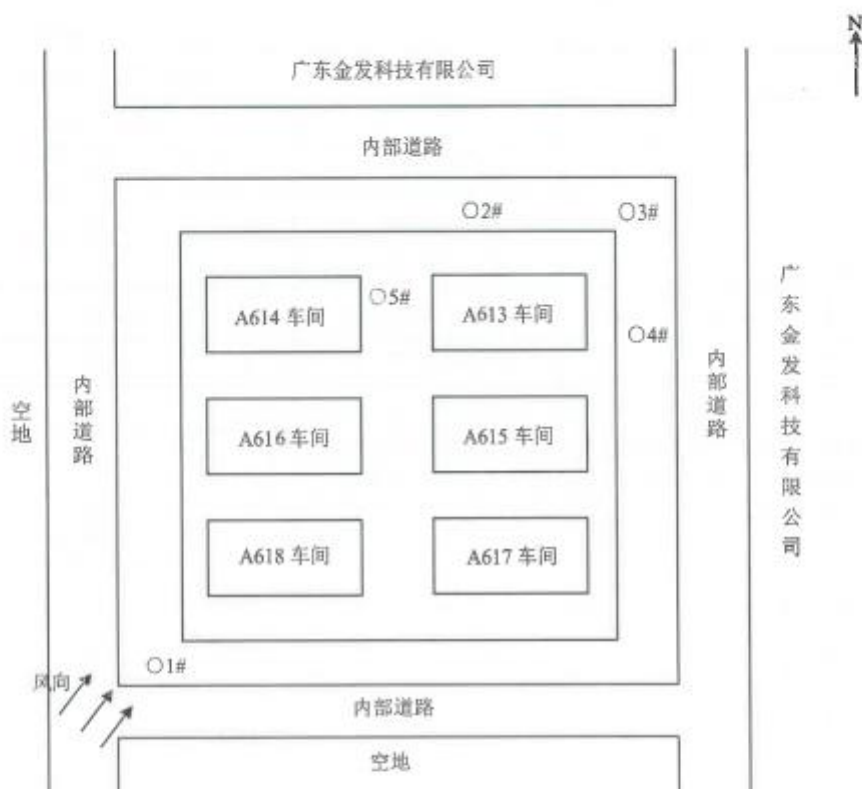 N
广东金发科技有限公司
内部道路
○2#
○3#
A614 车间
○5#
A613 车间
○4#
广东金发科技有限公司
内部道路
内部道路
空地
A616 车间
A615 车间
A618 车间
A617 车间
○1#
风向
内部道路
空地